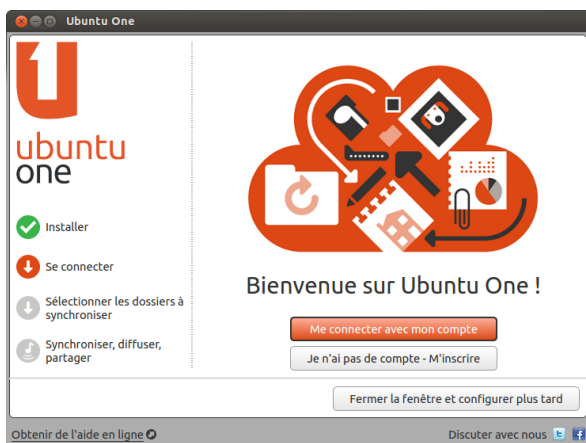 Ubuntu One
ubuntu
one
Installer
Se connecter
Sélectionner les dossiers à
synchroniser
Synchroniser, diffuser,
partager
Bienvenue sur Ubuntu One !
Me connecter avec mon compte
Je n'ai pas de compte - M'inscrire
Fermer la fenêtre et configurer plus tard
Obtenir de l'aide en ligne
Discuter avec nous